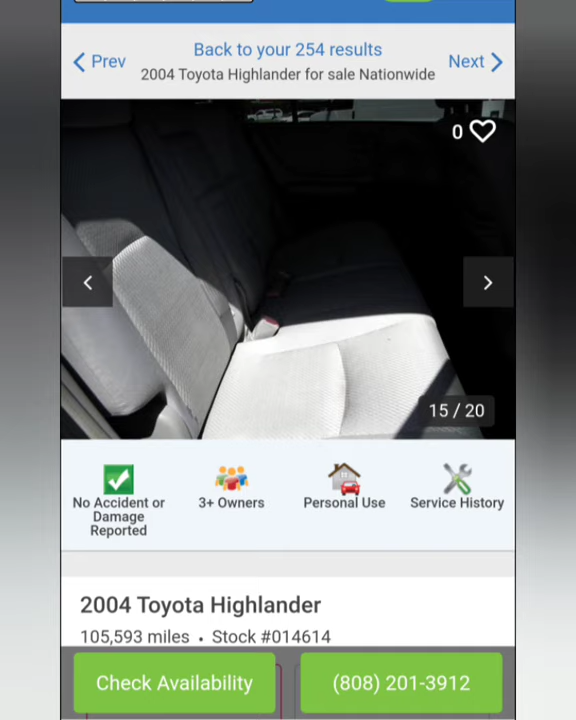 Prev
Back to your 254 results
Next
2004 Toyota Highlander for sale Nationwide
0
15 / 20
No Accident or
Damage
Reported
3+ Owners
Personal Use
Service History
2004 Toyota Highlander
105,593 miles • Stock #014614
Check Availability
(808) 201-3912